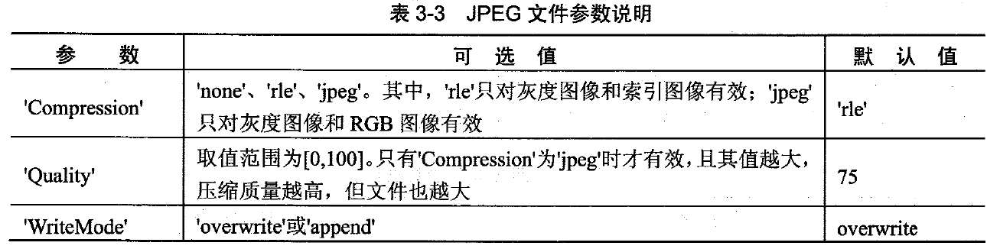 表 3-3 JPEG 文件参数说明
参 数 可 选 值 默 认 值
'Compression' 'none'、'rle'、'jpeg'。其中，'rle'只对灰度图像和索引图像有效；'jpeg' 'rle'
只对灰度图像和 RGB 图像有效
'Quality' 取值范围为[0,100]。只有'Compression'为'jpeg'时才有效，且其值越大， 75
压缩质量越高，但文件也越大
'WriteMode' 'overwrite'或'append' overwrite